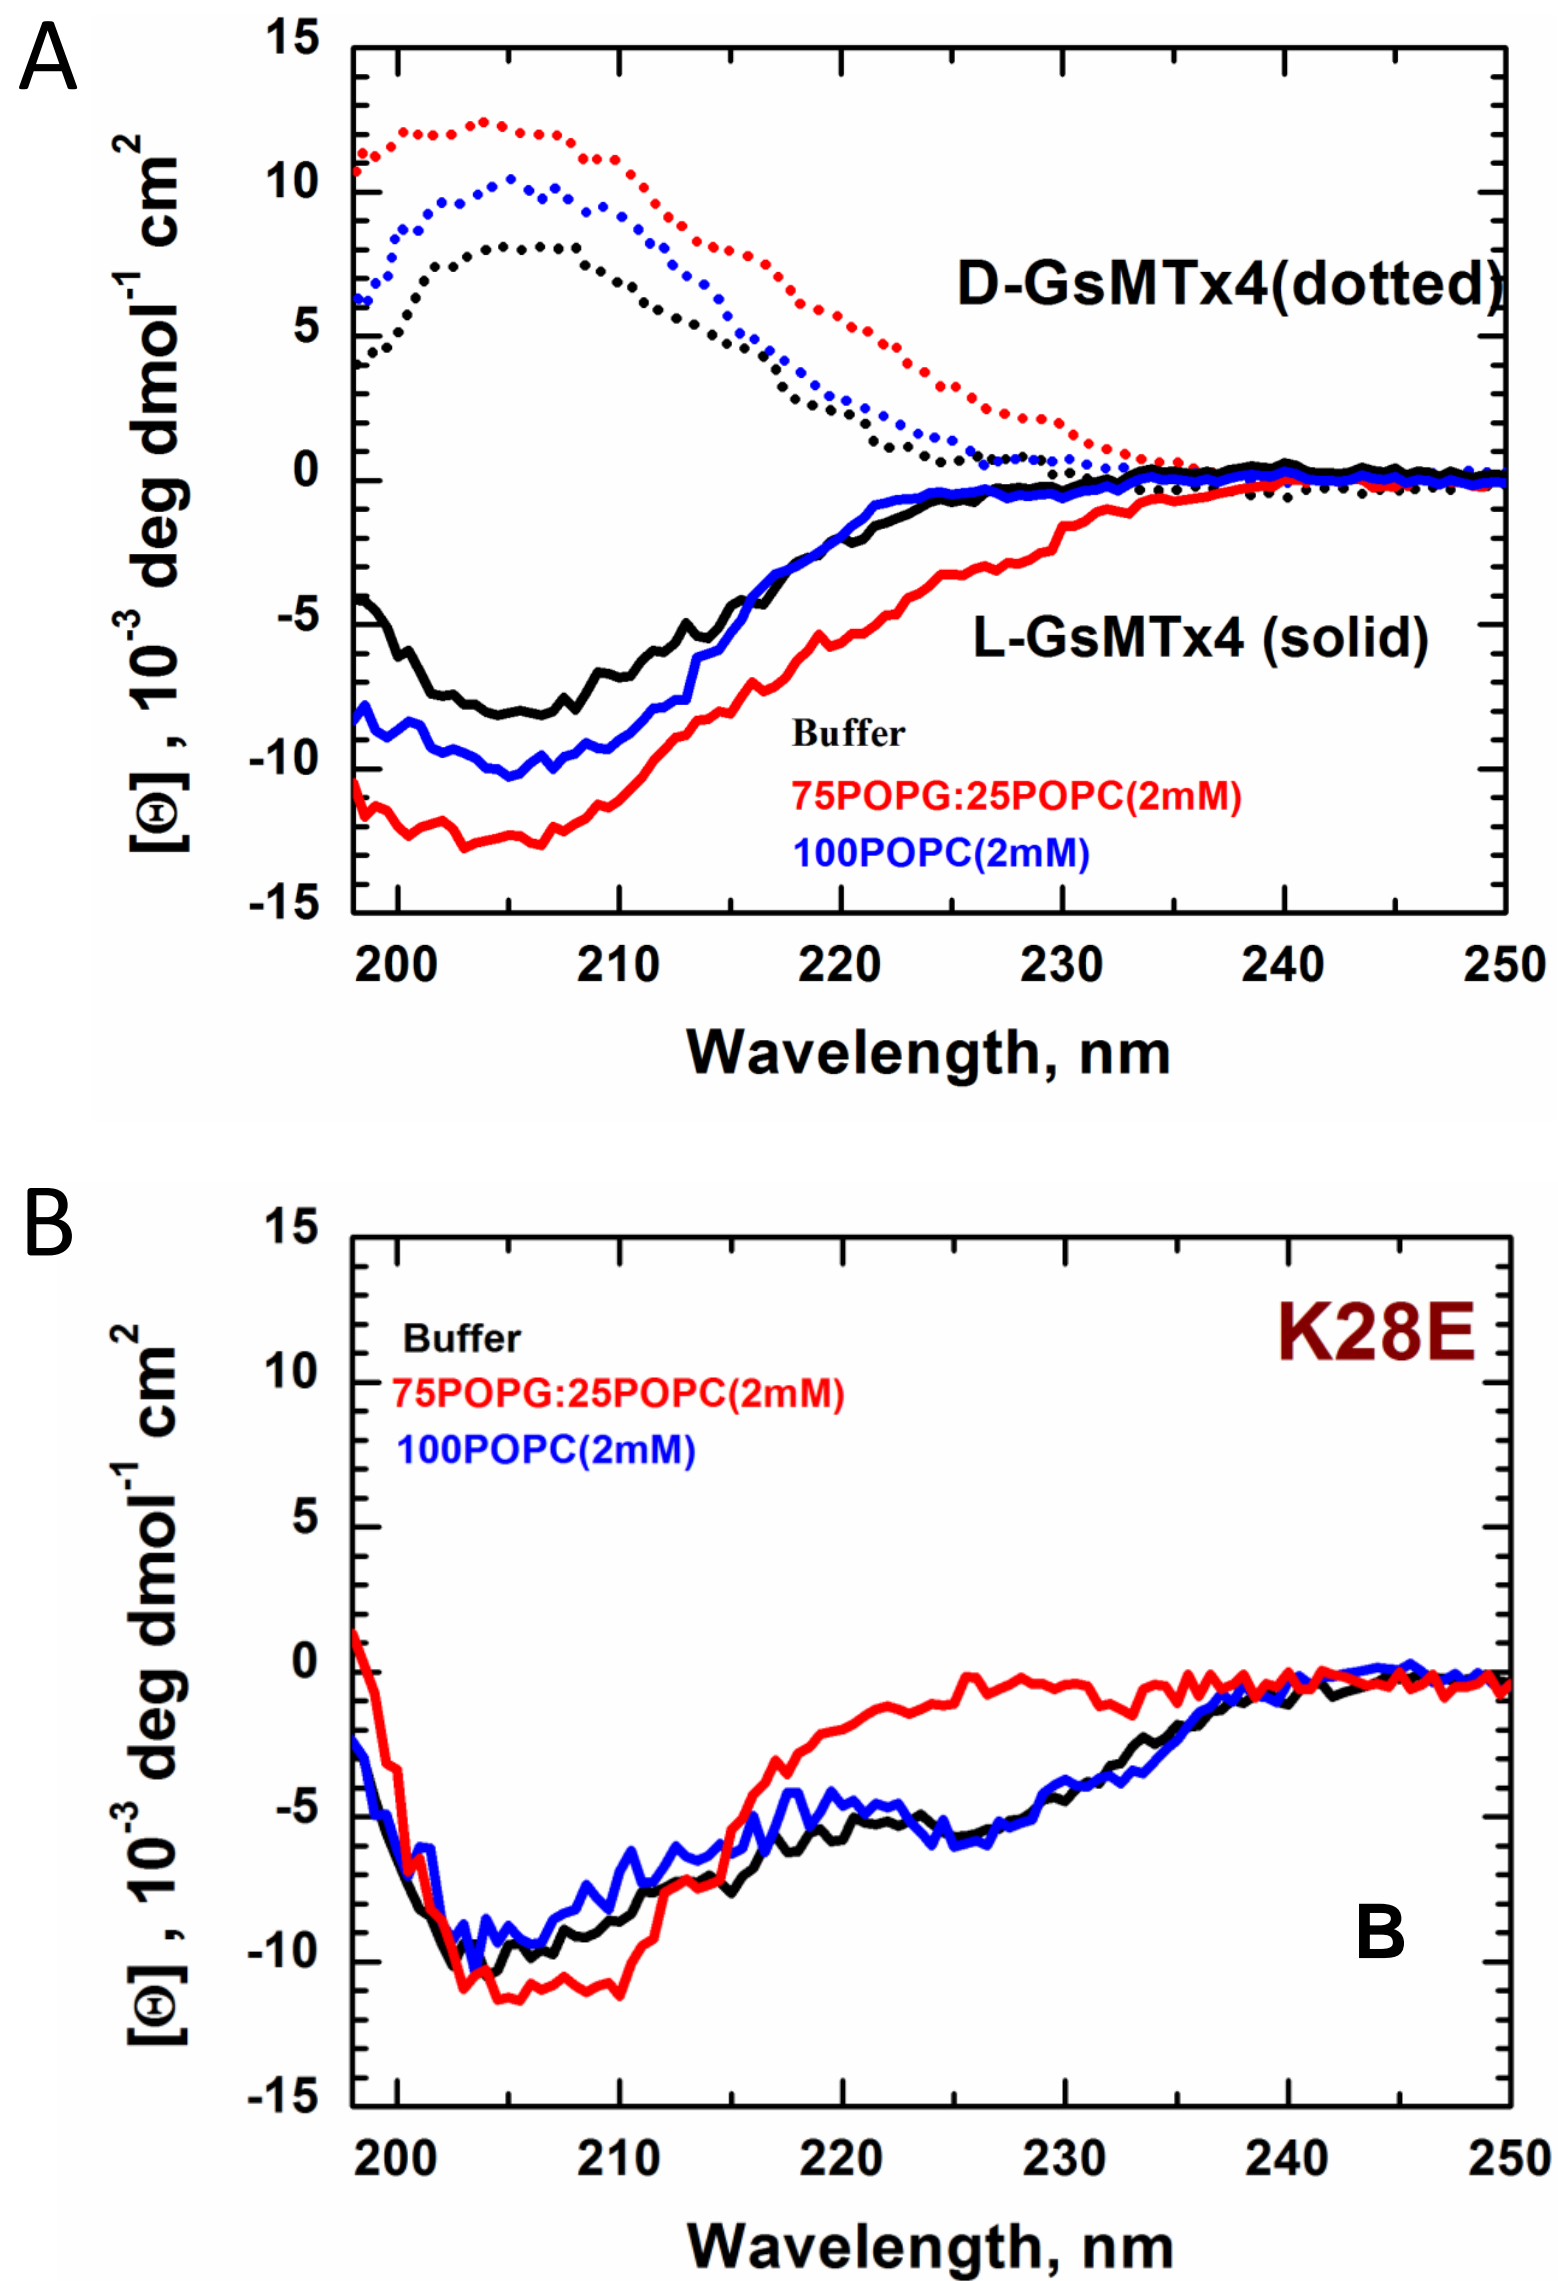 A
15
10
5
0
-5
-10
-15
[Θ] , 10⁻³ deg dmol⁻¹ cm²
D-GsMTx4(dotted)
L-GsMTx4 (solid)
Buffer
75POPG:25POPC(2mM)
100POPC(2mM)
200 210 220 230 240 250
Wavelength, nm
B
15
10
5
0
-5
-10
-15
[Θ] , 10⁻³ deg dmol⁻¹ cm²
K28E
Buffer
75POPG:25POPC(2mM)
100POPC(2mM)
B
200 210 220 230 240 250
Wavelength, nm